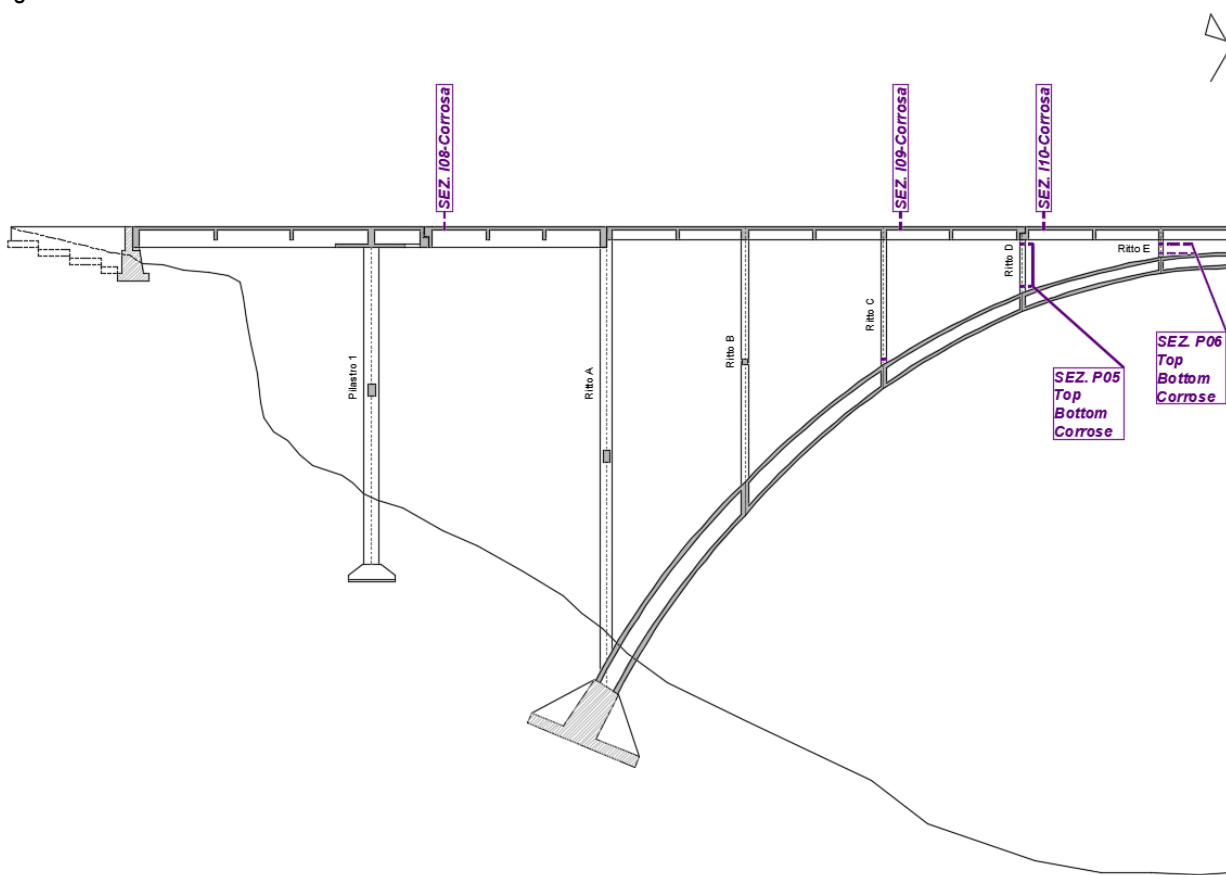 SEZ. I08-Corrosa
SEZ. I09-Corrosa
SEZ. I10-Corrosa
Pilastro 1
Ritto A
Ritto B
Ritto C
Ritto D
Ritto E
SEZ. P05
Top
Bottom
Corrose
SEZ. P06
Top
Bottom
Corrose